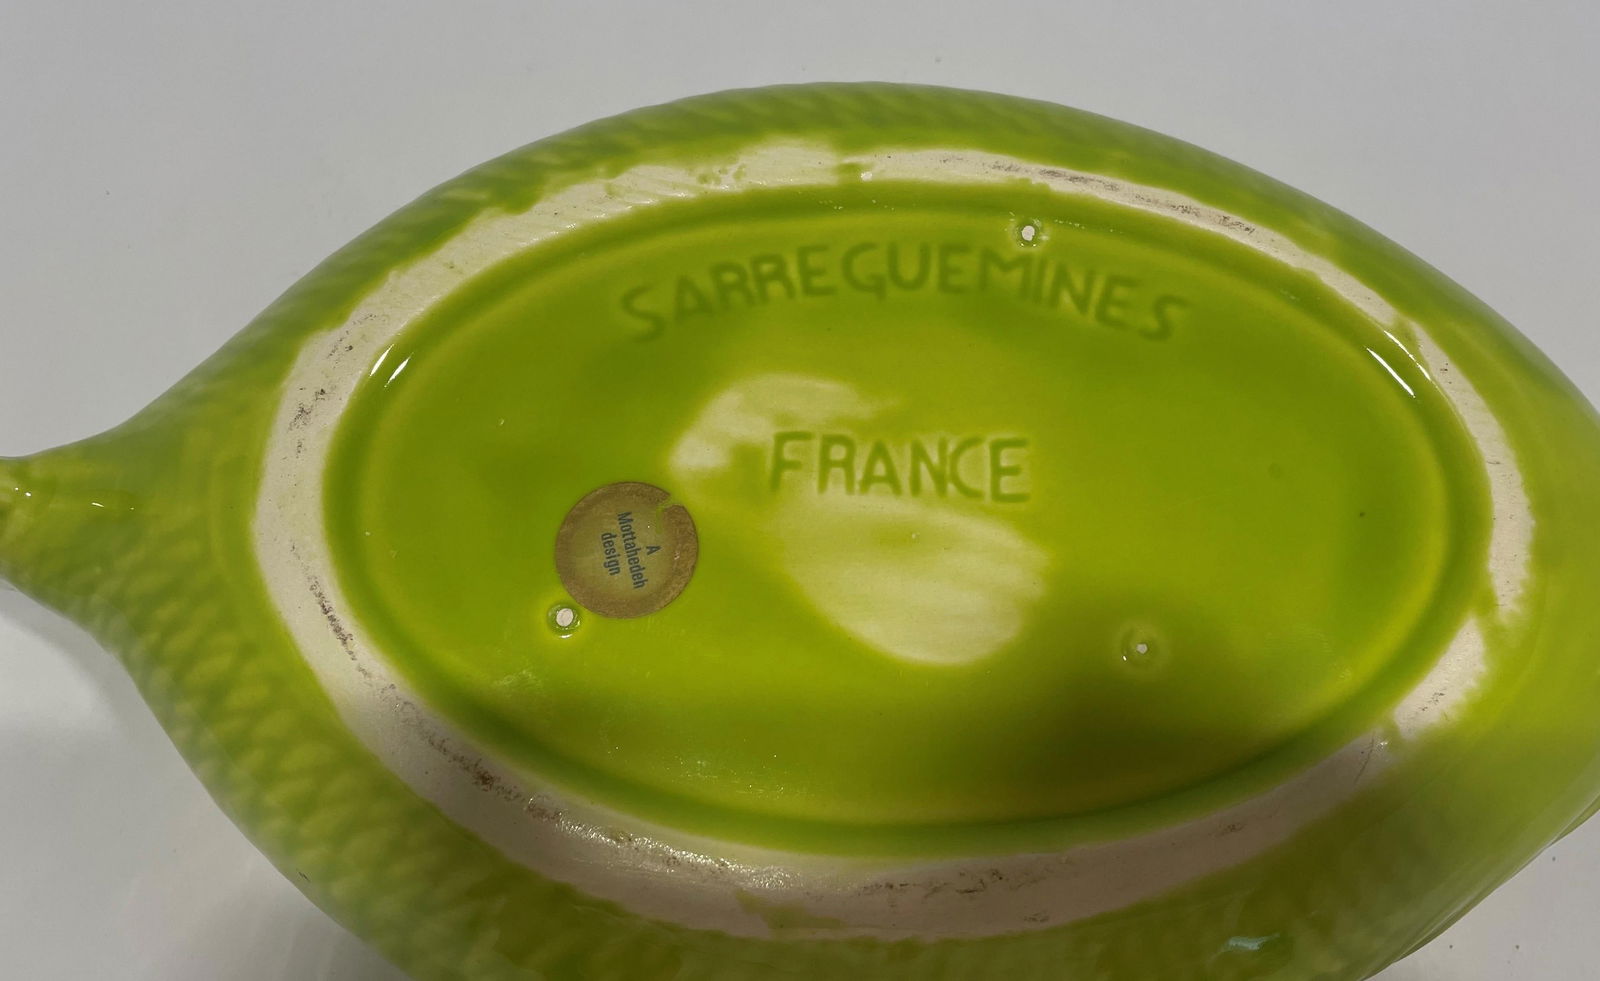 SARREGUEMINES
FRANCE
A
Mottahedeh
design